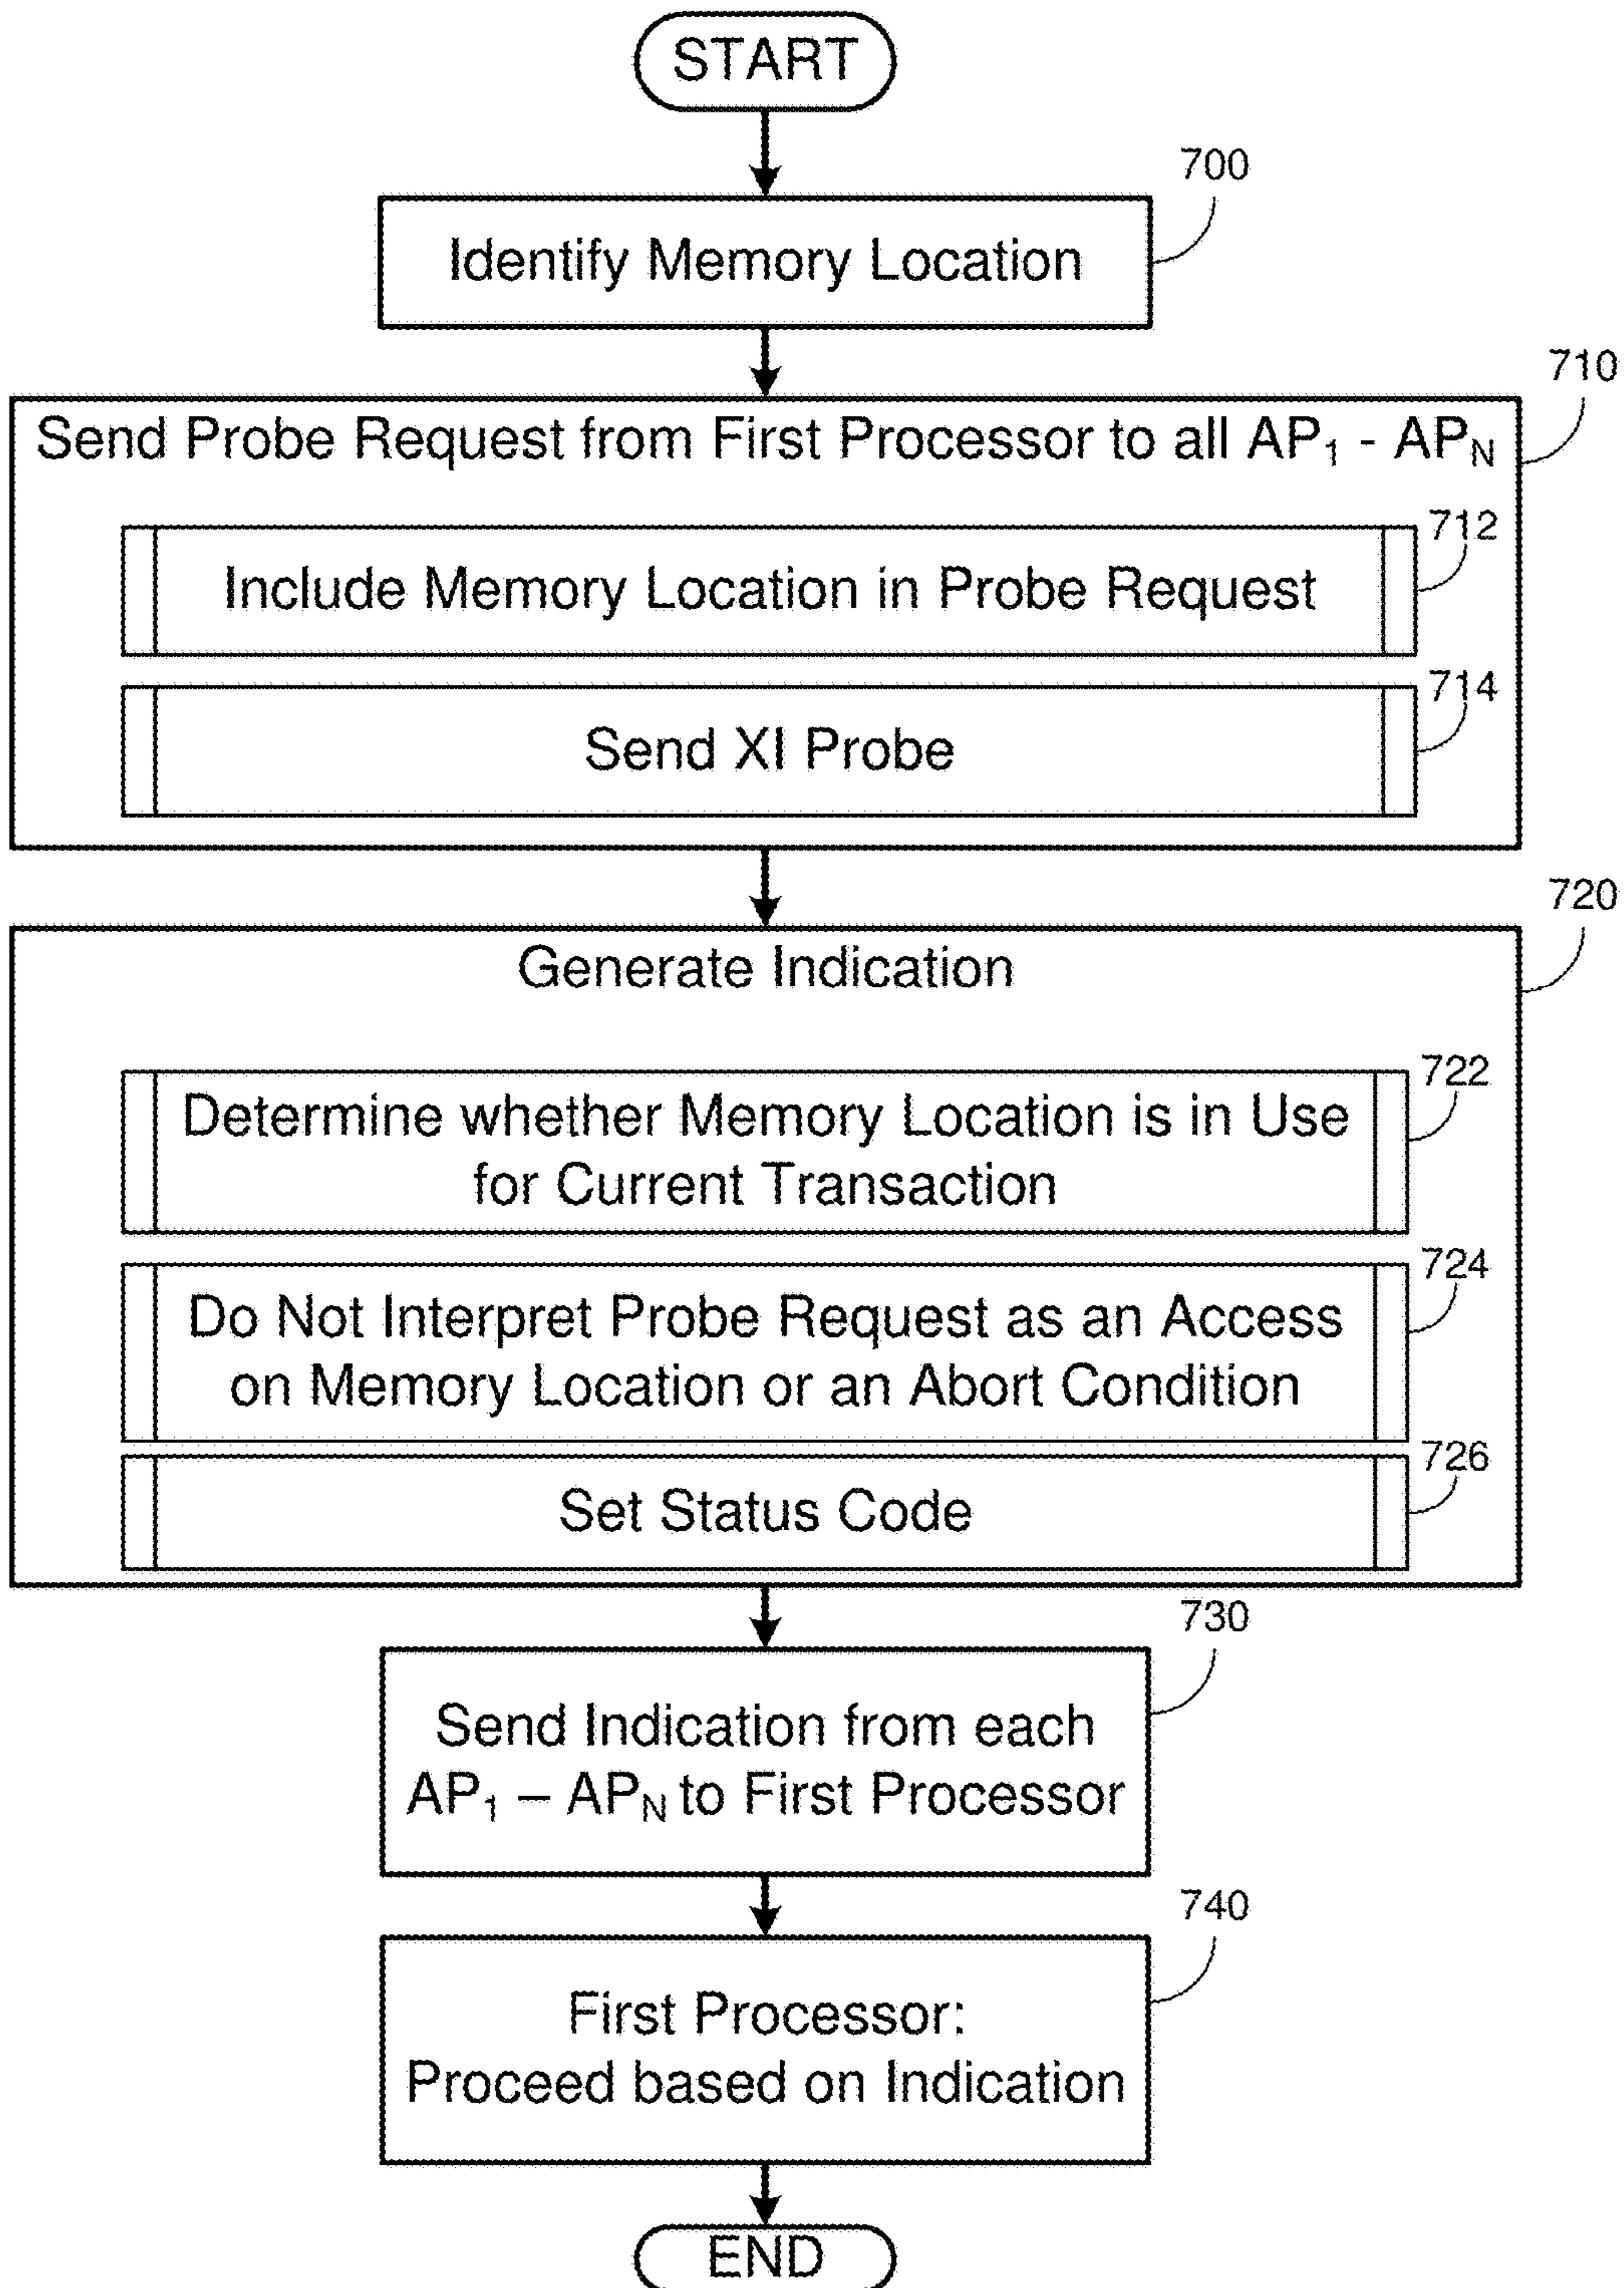 START
700
Identify Memory Location
710
Send Probe Request from First Processor to all AP₁ - AP_N
712
Include Memory Location in Probe Request
714
Send XI Probe
720
Generate Indication
722
Determine whether Memory Location is in Use
for Current Transaction
724
Do Not Interpret Probe Request as an Access
on Memory Location or an Abort Condition
726
Set Status Code
730
Send Indication from each
AP₁ – AP_N to First Processor
740
First Processor:
Proceed based on Indication
END